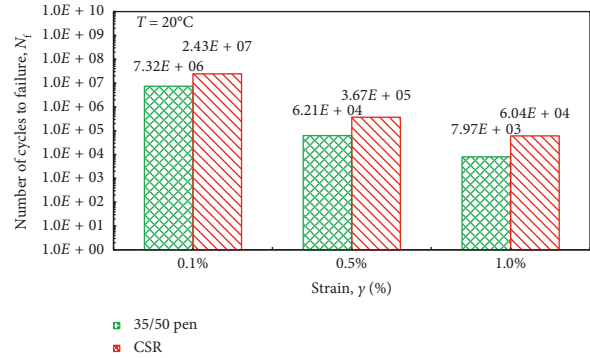 Number of cycles to failure, Nf
1.0E + 10
1.0E + 09
1.0E + 08
1.0E + 07
1.0E + 06
1.0E + 05
1.0E + 04
1.0E + 03
1.0E + 02
1.0E + 01
1.0E + 00
T = 20°C
7.32E + 06
2.43E + 07
6.21E + 04
3.67E + 05
7.97E + 03
6.04E + 04
0.1%
0.5%
1.0%
Strain, γ (%)
35/50 pen
CSR